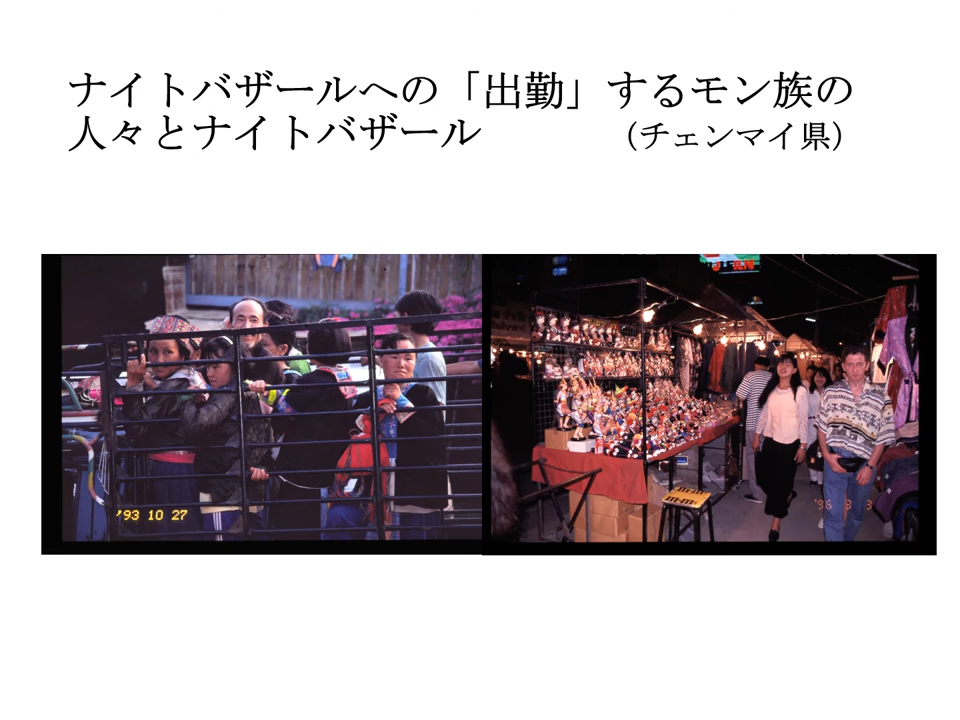 ナイトバザールへの「出勤」するモン族の
人々とナイトバザール （チェンマイ県）
'93 10 27